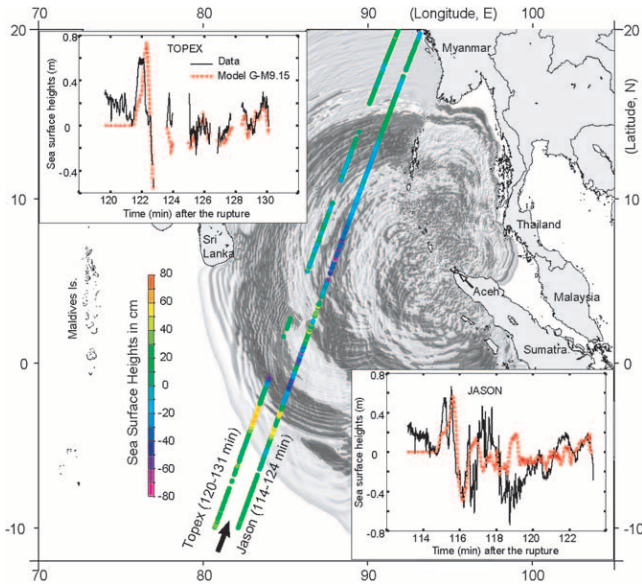 70
80
90
(Longitude, E)
100
20
20
(Latitude, N)
10
10
0
0
-10
-10
12
12
70
80
90
100
TOPEX
Data
Model G-M9.15
Sea surface heights (m)
0.8
0.4
0
-0.4
120
122
124
126
128
130
Time (min) after the rupture
Myanmar
Thailand
Malaysia
Aceh
Sumatra
Sri
Lanka
Maldives Is.
Sea Surface Heights in cm
80
60
40
20
0
-20
-40
-60
-80
Topex (120-131 min)
Jason (114-124 min)
JASON
Sea surface heights (m)
0.8
0.4
0
-0.4
-0.8
114
116
118
120
122
Time (min) after the rupture